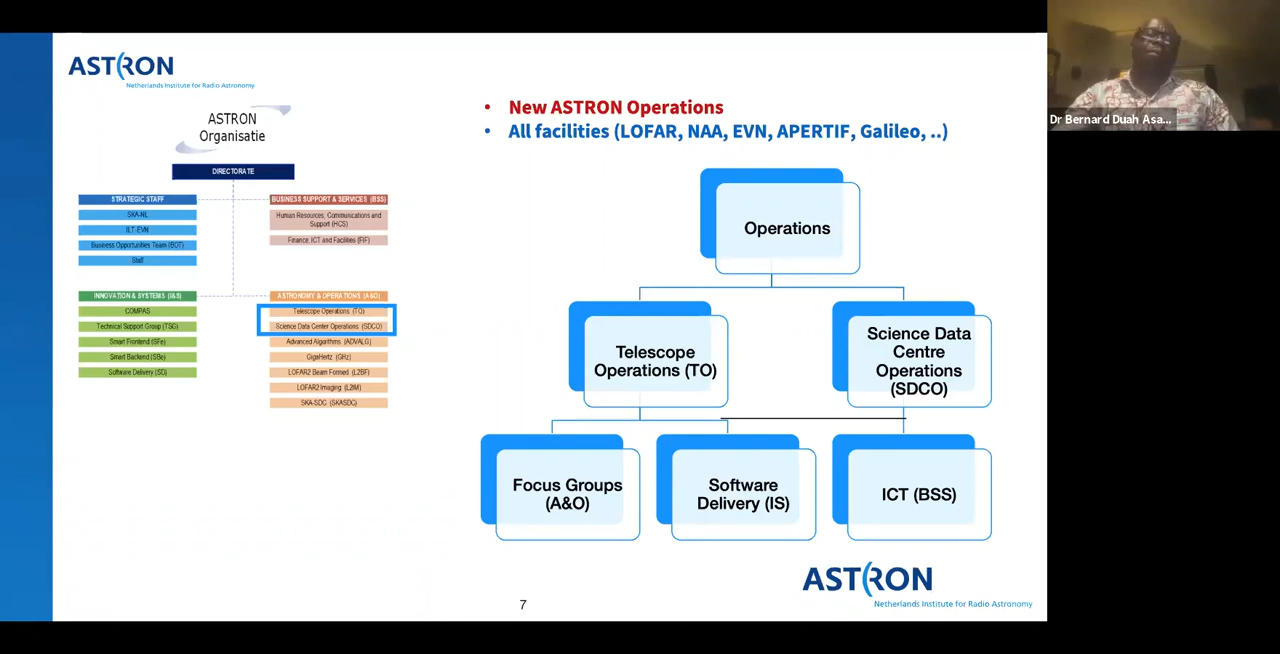 ASTRON
Netherlands Institute for Radio Astronomy
ASTRON
Organisatie
DIRECTORATE
STRATEGIC STAFF
SKA-NL
ILT-EVN
Business Opportunities Team (BOT)
Staff
BUSINESS SUPPORT & SERVICES (BSS)
Human Resources, Communications and
Support (HCS)
Finance, ICT and Facilities (FIF)
INNOVATION & SYSTEMS (I&S)
COMPAS
Technical Support Group (TSG)
Smart Frontend (SFe)
Smart Backend (SBe)
Software Delivery (SD)
ASTRONOMY & OPERATIONS (A&O)
Telescope Operations (TO)
Science Data Center Operations (SDCO)
Advanced Algorithms (ADVALG)
GigaHertz (GHz)
LOFAR2 Beam Formed (L2BF)
LOFAR2 Imaging (L2IM)
SKA-SDC (SKASDC)
• New ASTRON Operations
• All facilities (LOFAR, NAA, EVN, APERTIF, Galileo, ..)
Operations
Telescope
Operations (TO)
Science Data
Centre
Operations
(SDCO)
Focus Groups
(A&O)
Software
Delivery (IS)
ICT (BSS)
ASTRON
Netherlands Institute for Radio Astronomy
7
Dr Bernard Duah Asa...